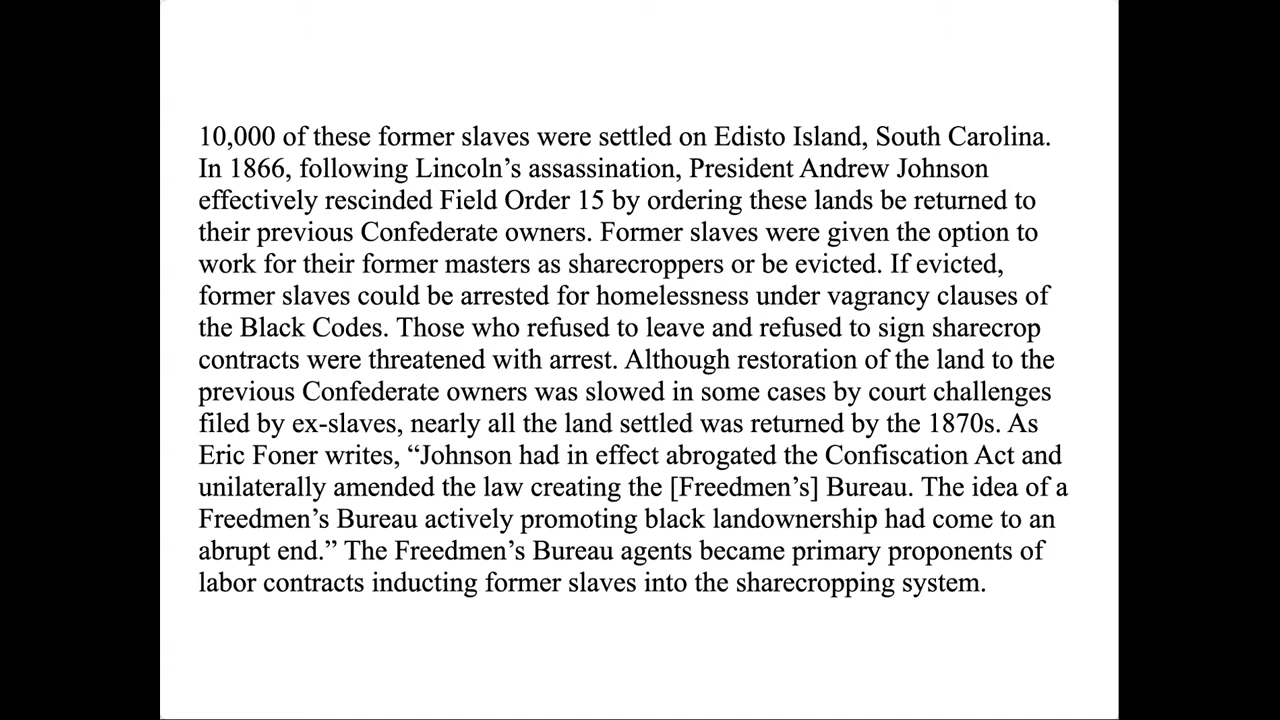 10,000 of these former slaves were settled on Edisto Island, South Carolina.
In 1866, following Lincoln’s assassination, President Andrew Johnson
effectively rescinded Field Order 15 by ordering these lands be returned to
their previous Confederate owners. Former slaves were given the option to
work for their former masters as sharecroppers or be evicted. If evicted,
former slaves could be arrested for homelessness under vagrancy clauses of
the Black Codes. Those who refused to leave and refused to sign sharecrop
contracts were threatened with arrest. Although restoration of the land to the
previous Confederate owners was slowed in some cases by court challenges
filed by ex-slaves, nearly all the land settled was returned by the 1870s. As
Eric Foner writes, “Johnson had in effect abrogated the Confiscation Act and
unilaterally amended the law creating the [Freedmen’s] Bureau. The idea of a
Freedmen’s Bureau actively promoting black landownership had come to an
abrupt end.” The Freedmen’s Bureau agents became primary proponents of
labor contracts inducting former slaves into the sharecropping system.